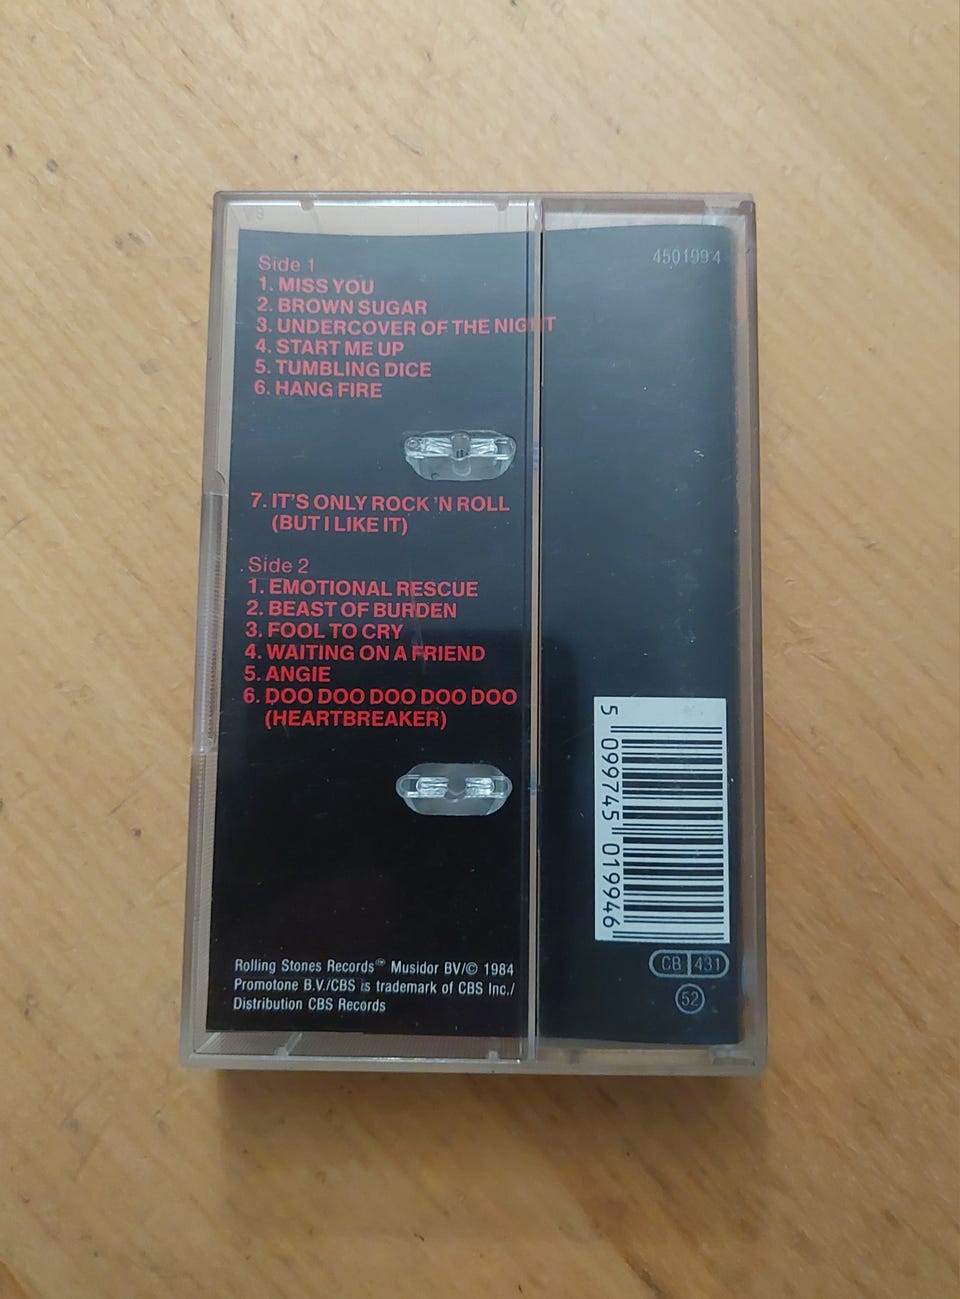 Side 1
1. MISS YOU
2. BROWN SUGAR
3. UNDERCOVER OF THE NIGHT
4. START ME UP
5. TUMBLING DICE
6. HANG FIRE
7. IT'S ONLY ROCK 'N ROLL
(BUT I LIKE IT)
Side 2
1. EMOTIONAL RESCUE
2. BEAST OF BURDEN
3. FOOL TO CRY
4. WAITING ON A FRIEND
5. ANGIE
6. DOO DOO DOO DOO DOO
(HEARTBREAKER)
Rolling Stones Records™ Musidor BV/© 1984
Promotone B.V./CBS is trademark of CBS Inc./
Distribution CBS Records
450199 4
5 099745 019946
CB 431
52